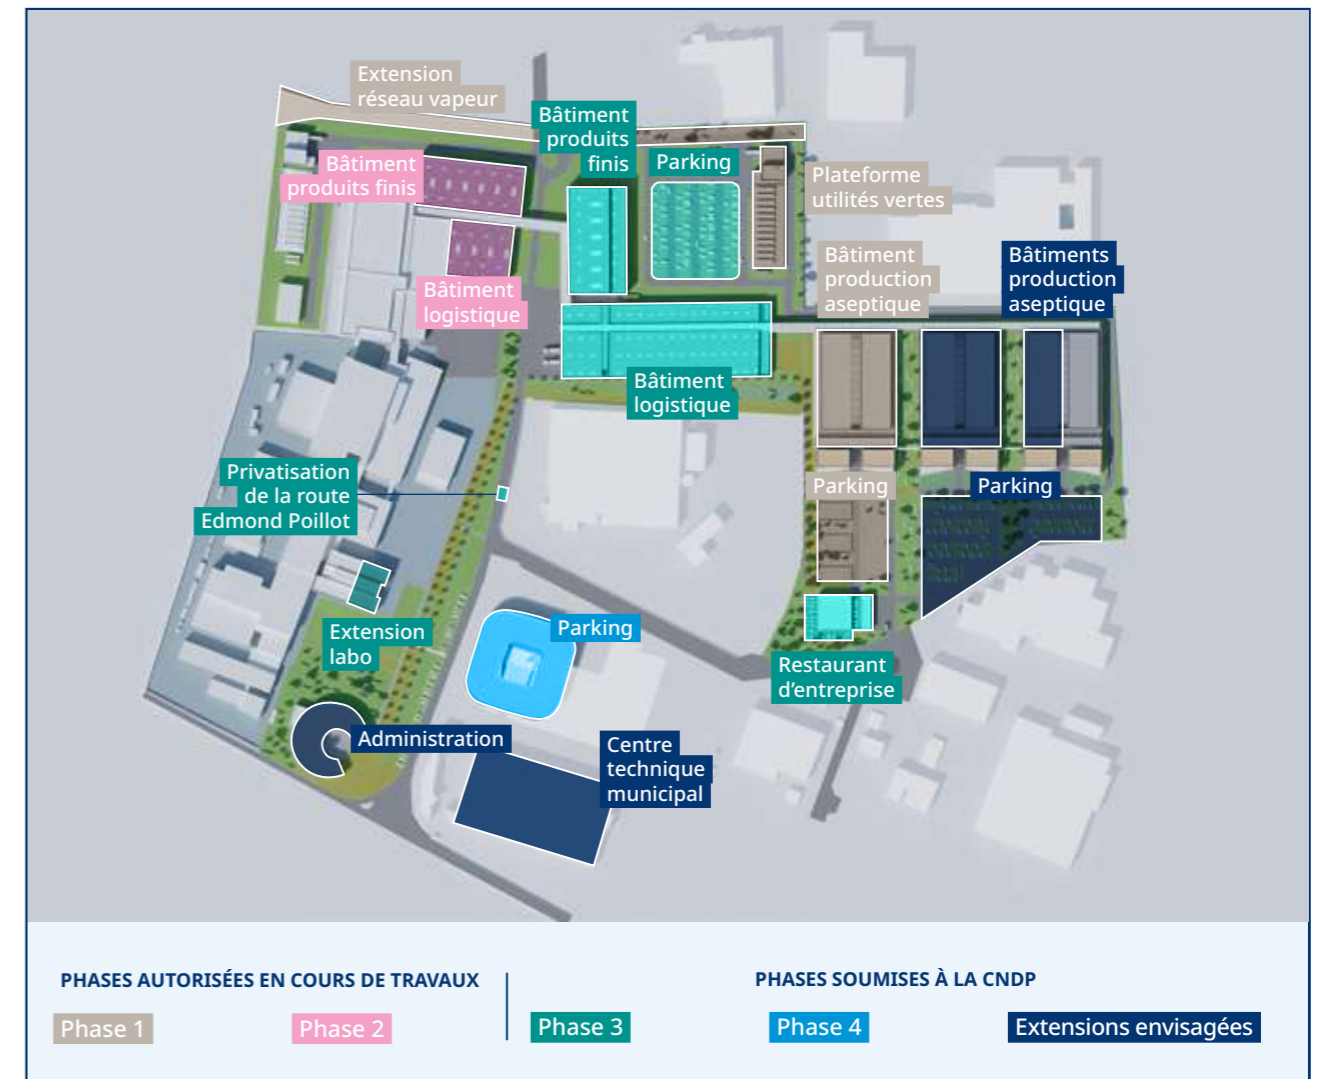 Extension
réseau vapeur
Bâtiment
produits
finis
Bâtiment
produits finis
Parking
Plateforme
utilités vertes
Bâtiment
production
aseptique
Bâtiments
production
aseptique
Bâtiment
logistique
Bâtiment
logistique
Privatisation
de la route
Edmond Poillot
Parking
Parking
Extension
labo
Parking
Restaurant
d’entreprise
Administration
Centre
technique
municipal
PHASES AUTORISÉES EN COURS DE TRAVAUX
PHASES SOUMISES À LA CNDP
Phase 1
Phase 2
Phase 3
Phase 4
Extensions envisagées